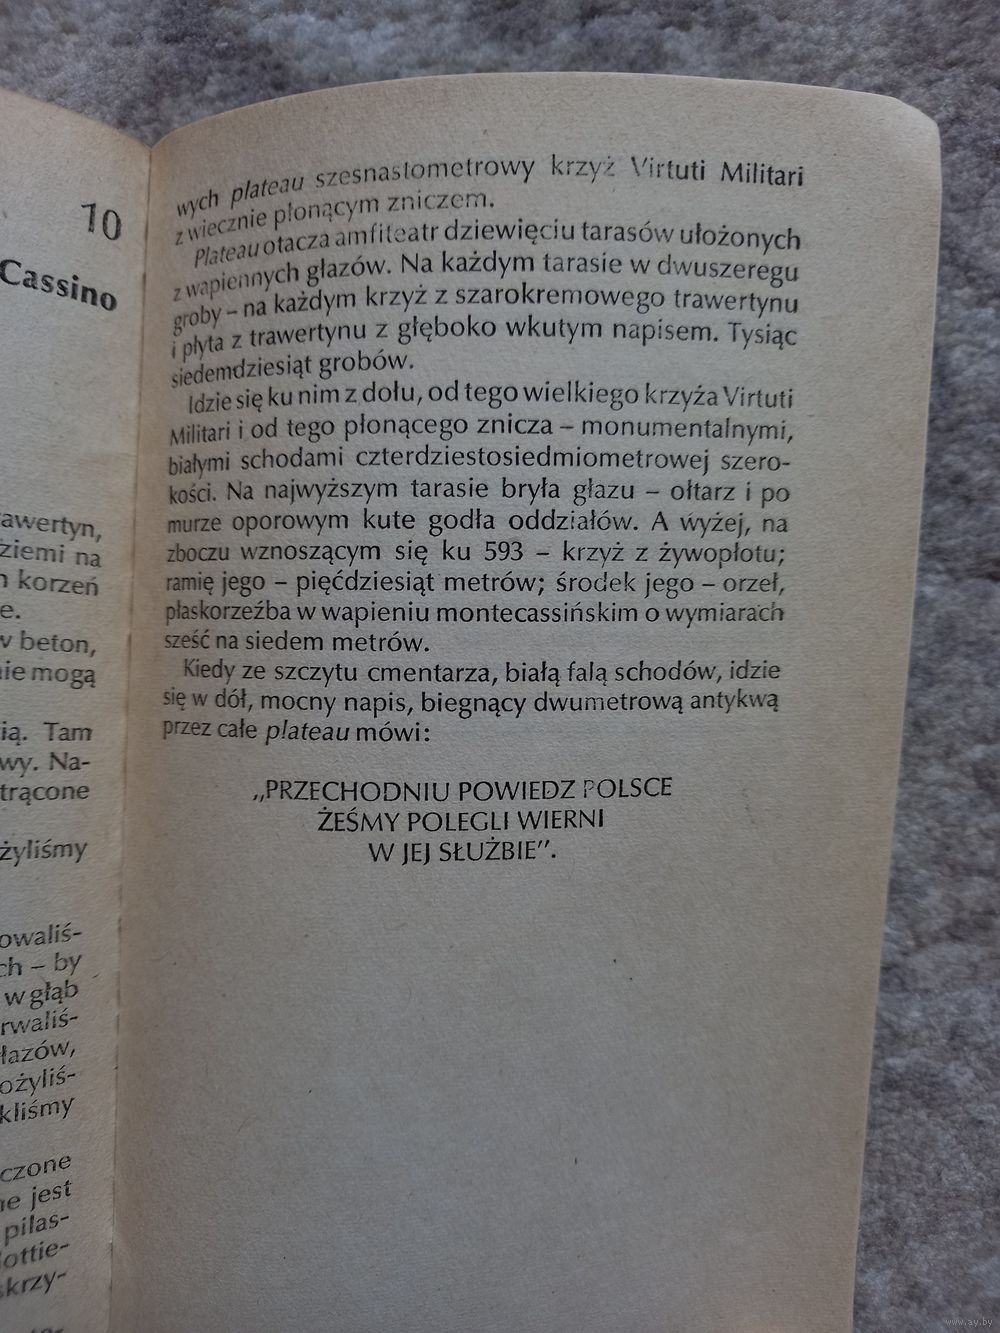 10
Cassino
awertyn,
ziemi na
korzeń
e.
w beton,
nie mogą
ią. Tam
wy. Na-
trącone
żyliśmy
owaliś-
ch – by
w głąb
rwaliś-
łazów,
ożyliś-
kliśmy
czone
ne jest
pilas-
lottie-
skrzy-
wych plateau szesnastometrowy krzyż Virtuti Militari
z wiecznie płonącym zniczem.
Plateau otacza amfiteatr dziewięciu tarasów ułożonych
z wapiennych głazów. Na każdym tarasie w dwuszeregu
groby – na każdym krzyż z szarokremowego trawertynu
i płyta z trawertynu z głęboko wkutym napisem. Tysiąc
siedemdziesiąt grobów.
Idzie się ku nim z dołu, od tego wielkiego krzyża Virtuti
Militari i od tego płonącego znicza – monumentalnymi,
białymi schodami czterdziestosiedmiometrowej szero-
kości. Na najwyższym tarasie bryła głazu – ołtarz i po
murze oporowym kute godła oddziałów. A wyżej, na
zboczu wznoszącym się ku 593 – krzyż z żywopłotu;
ramię jego – pięćdziesiąt metrów; środek jego – orzeł,
płaskorzeźba w wapieniu montecassińskim o wymiarach
sześć na siedem metrów.
Kiedy ze szczytu cmentarza, białą falą schodów, idzie
się w dół, mocny napis, biegnący dwumetrową antykwą
przez całe plateau mówi:
„PRZECHODNIU POWIEDZ POLSCE
ŻEŚMY POLEGLI WIERNI
W JEJ SŁUŻBIE”.
www.ay.by